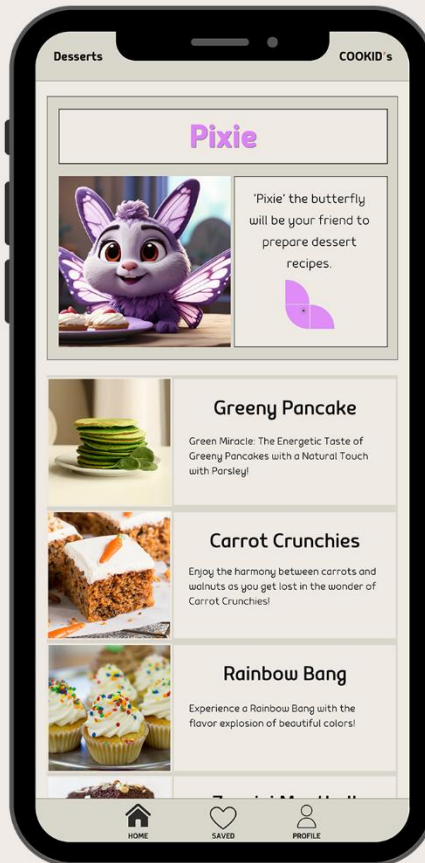 Desserts
COOKID's
Pixie
'Pixie' the butterfly
will be your friend to
prepare dessert
recipes.
Greeny Pancake
Green Miracle: The Energetic Taste of
Greeny Pancakes with a Natural Touch
with Parsley!
Carrot Crunchies
Enjoy the harmony between carrots and
walnuts as you get lost in the wonder of
Carrot Crunchies!
Rainbow Bang
Experience a Rainbow Bang with the
flavor explosion of beautiful colors!
HOME
SAVED
PROFILE